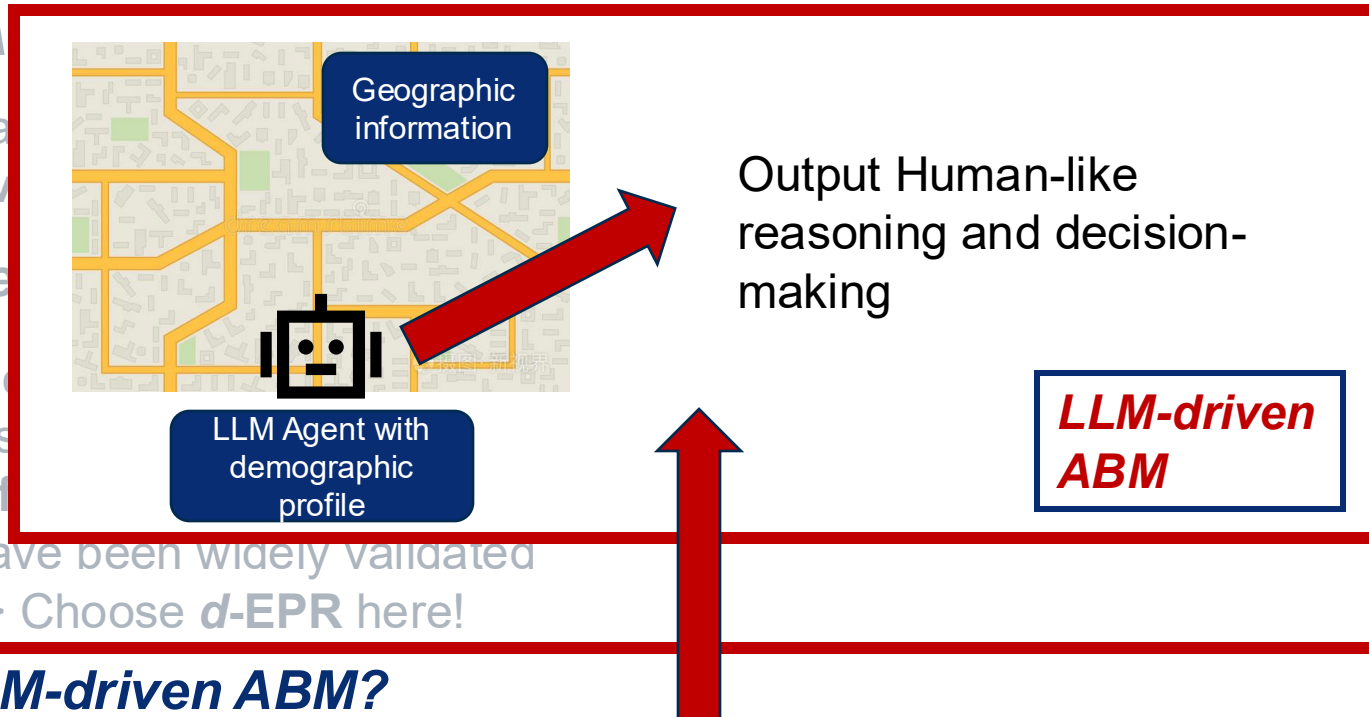 Geographic
information
Output Human-like
reasoning and decision-
making
LLM Agent with
demographic
profile
LLM-driven
ABM
ave been widely validated
Choose d-EPR here!
M-driven ABM?